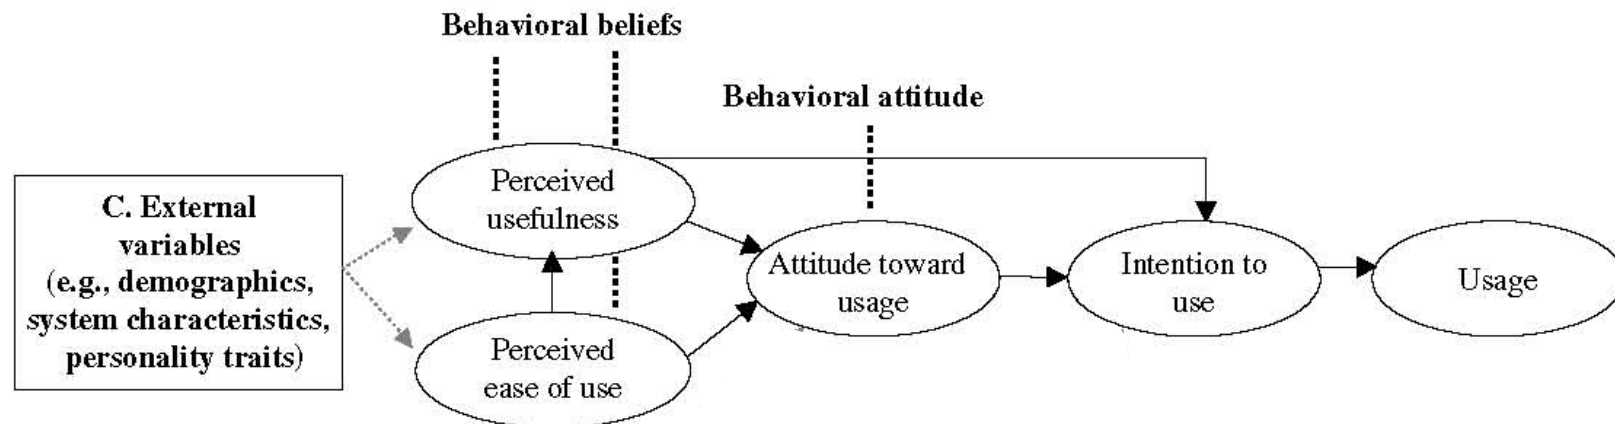 Behavioral beliefs
Behavioral attitude
C. External
variables
(e.g., demographics,
system characteristics,
personality traits)
Perceived
usefulness
Perceived
ease of use
Attitude toward
usage
Intention to
use
Usage